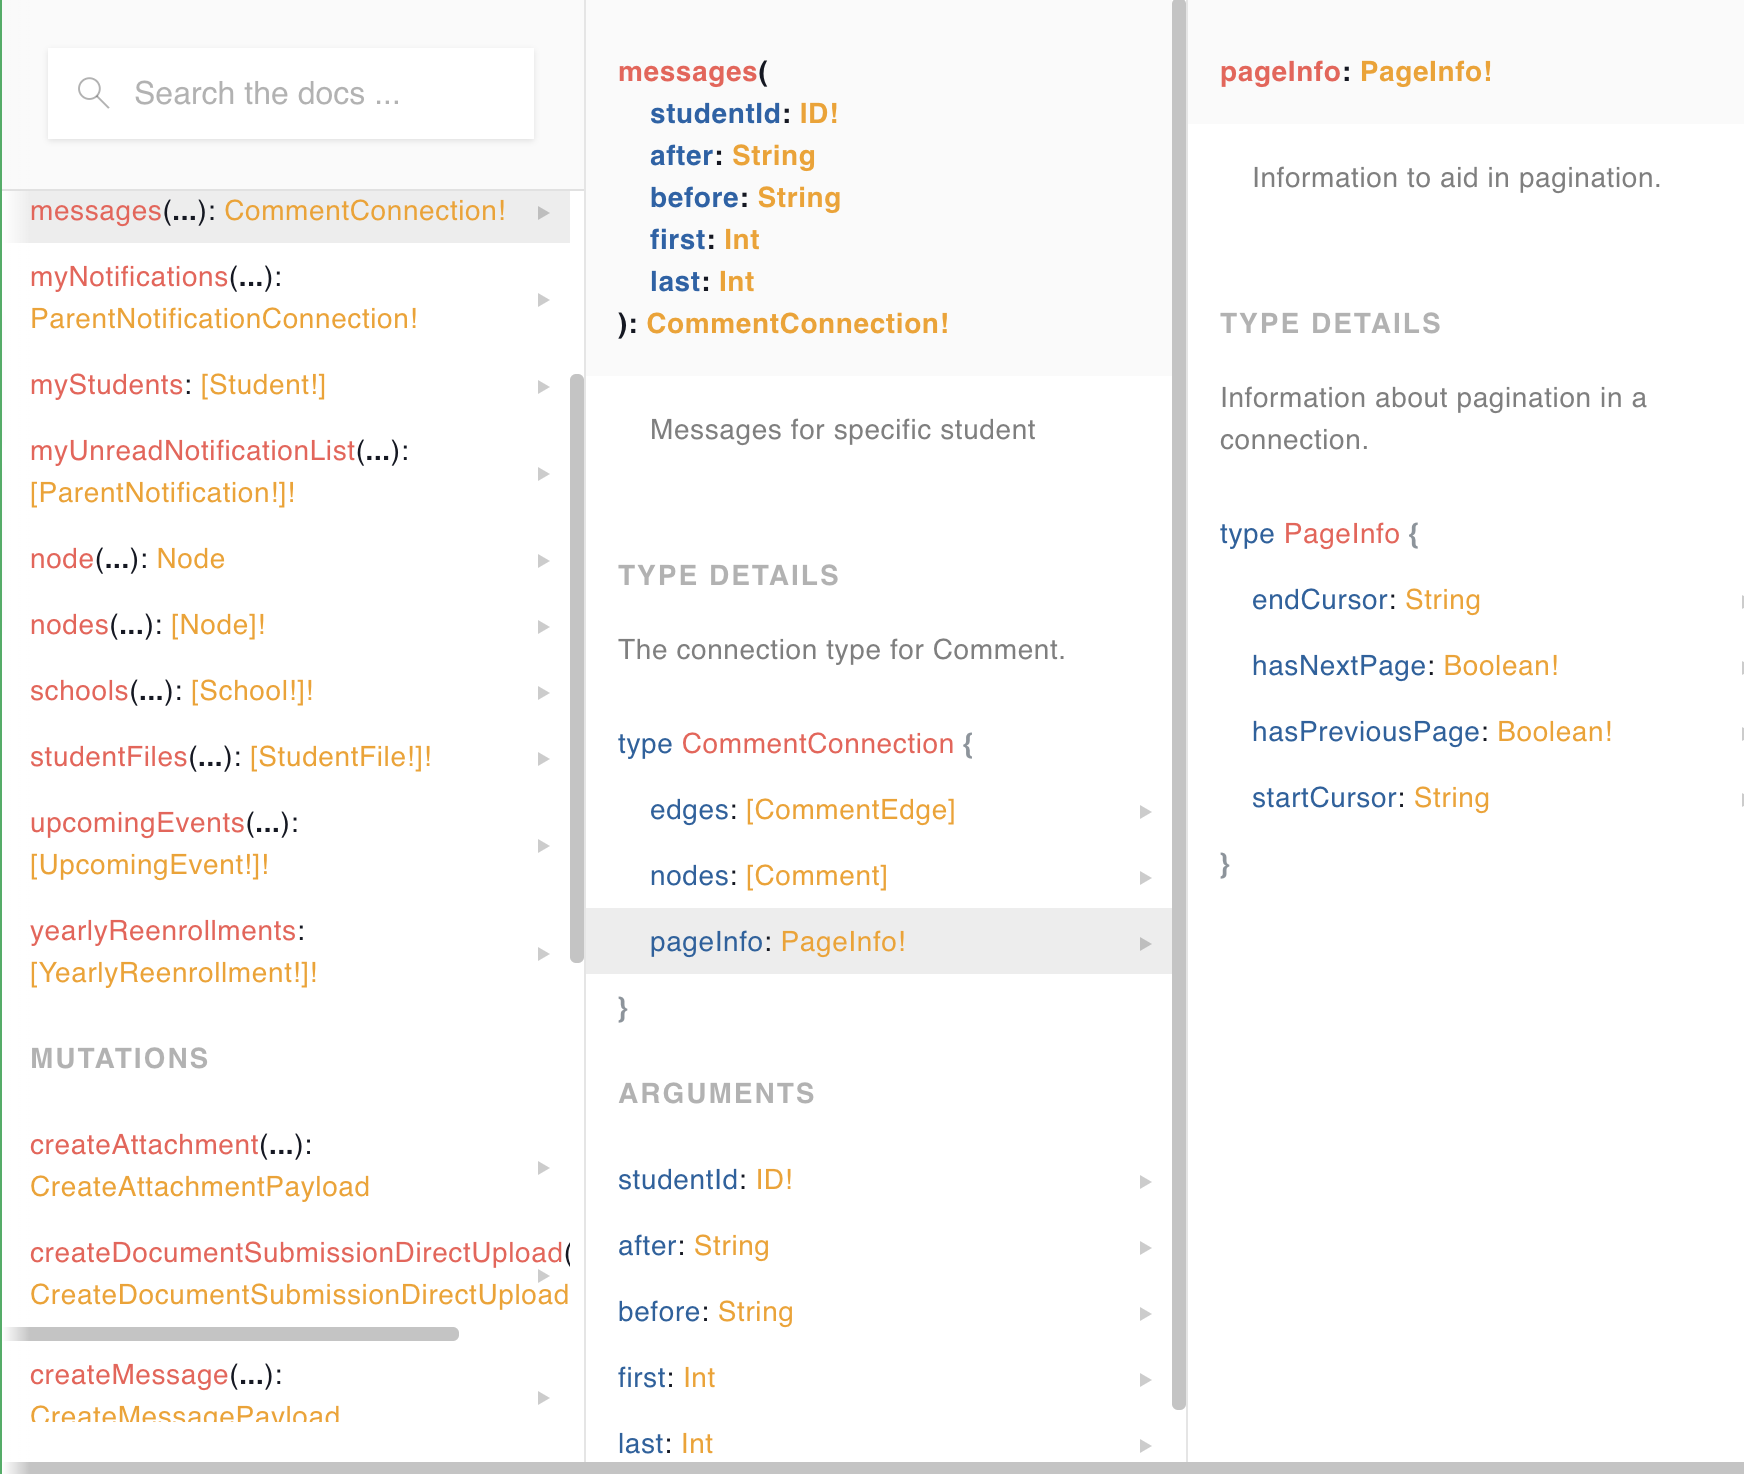 Search the docs ...
messages(...): CommentConnection!
myNotifications(...):
ParentNotificationConnection!
myStudents: [Student!]
myUnreadNotificationList(...):
[ParentNotification!]!
node(...): Node
nodes(...): [Node]!
schools(...): [School!]!
studentFiles(...): [StudentFile!]!
upcomingEvents(...):
[UpcomingEvent!]!
yearlyReenrollments:
[YearlyReenrollment!]!
MUTATIONS
createAttachment(...):
CreateAttachmentPayload
createDocumentSubmissionDirectUpload(
CreateDocumentSubmissionDirectUpload
createMessage(...):
CreateMessagePayload
messages(
studentId: ID!
after: String
before: String
first: Int
last: Int
): CommentConnection!
Messages for specific student
TYPE DETAILS
The connection type for Comment.
type CommentConnection {
edges: [CommentEdge]
nodes: [Comment]
pageInfo: PageInfo!
}
ARGUMENTS
studentId: ID!
after: String
before: String
first: Int
last: Int
pageInfo: PageInfo!
Information to aid in pagination.
TYPE DETAILS
Information about pagination in a
connection.
type PageInfo {
endCursor: String
hasNextPage: Boolean!
hasPreviousPage: Boolean!
startCursor: String
}